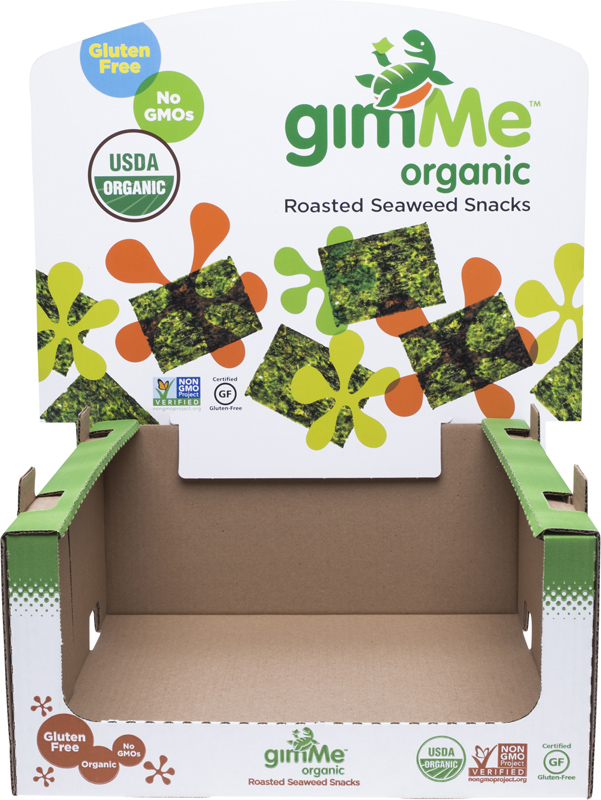 Gluten
Free
No
GMOs
USDA
ORGANIC
gimMe™
organic
Roasted Seaweed Snacks
NON
GMO
Project
VERIFIED
nongmoproject.org
Certified
GF
Gluten-Free
Gluten
Free
Organic
No
GMOs
gimMe™
organic
Roasted Seaweed Snacks
USDA
ORGANIC
NON
GMO
Project
VERIFIED
nongmoproject.org
Certified
GF
Gluten-Free